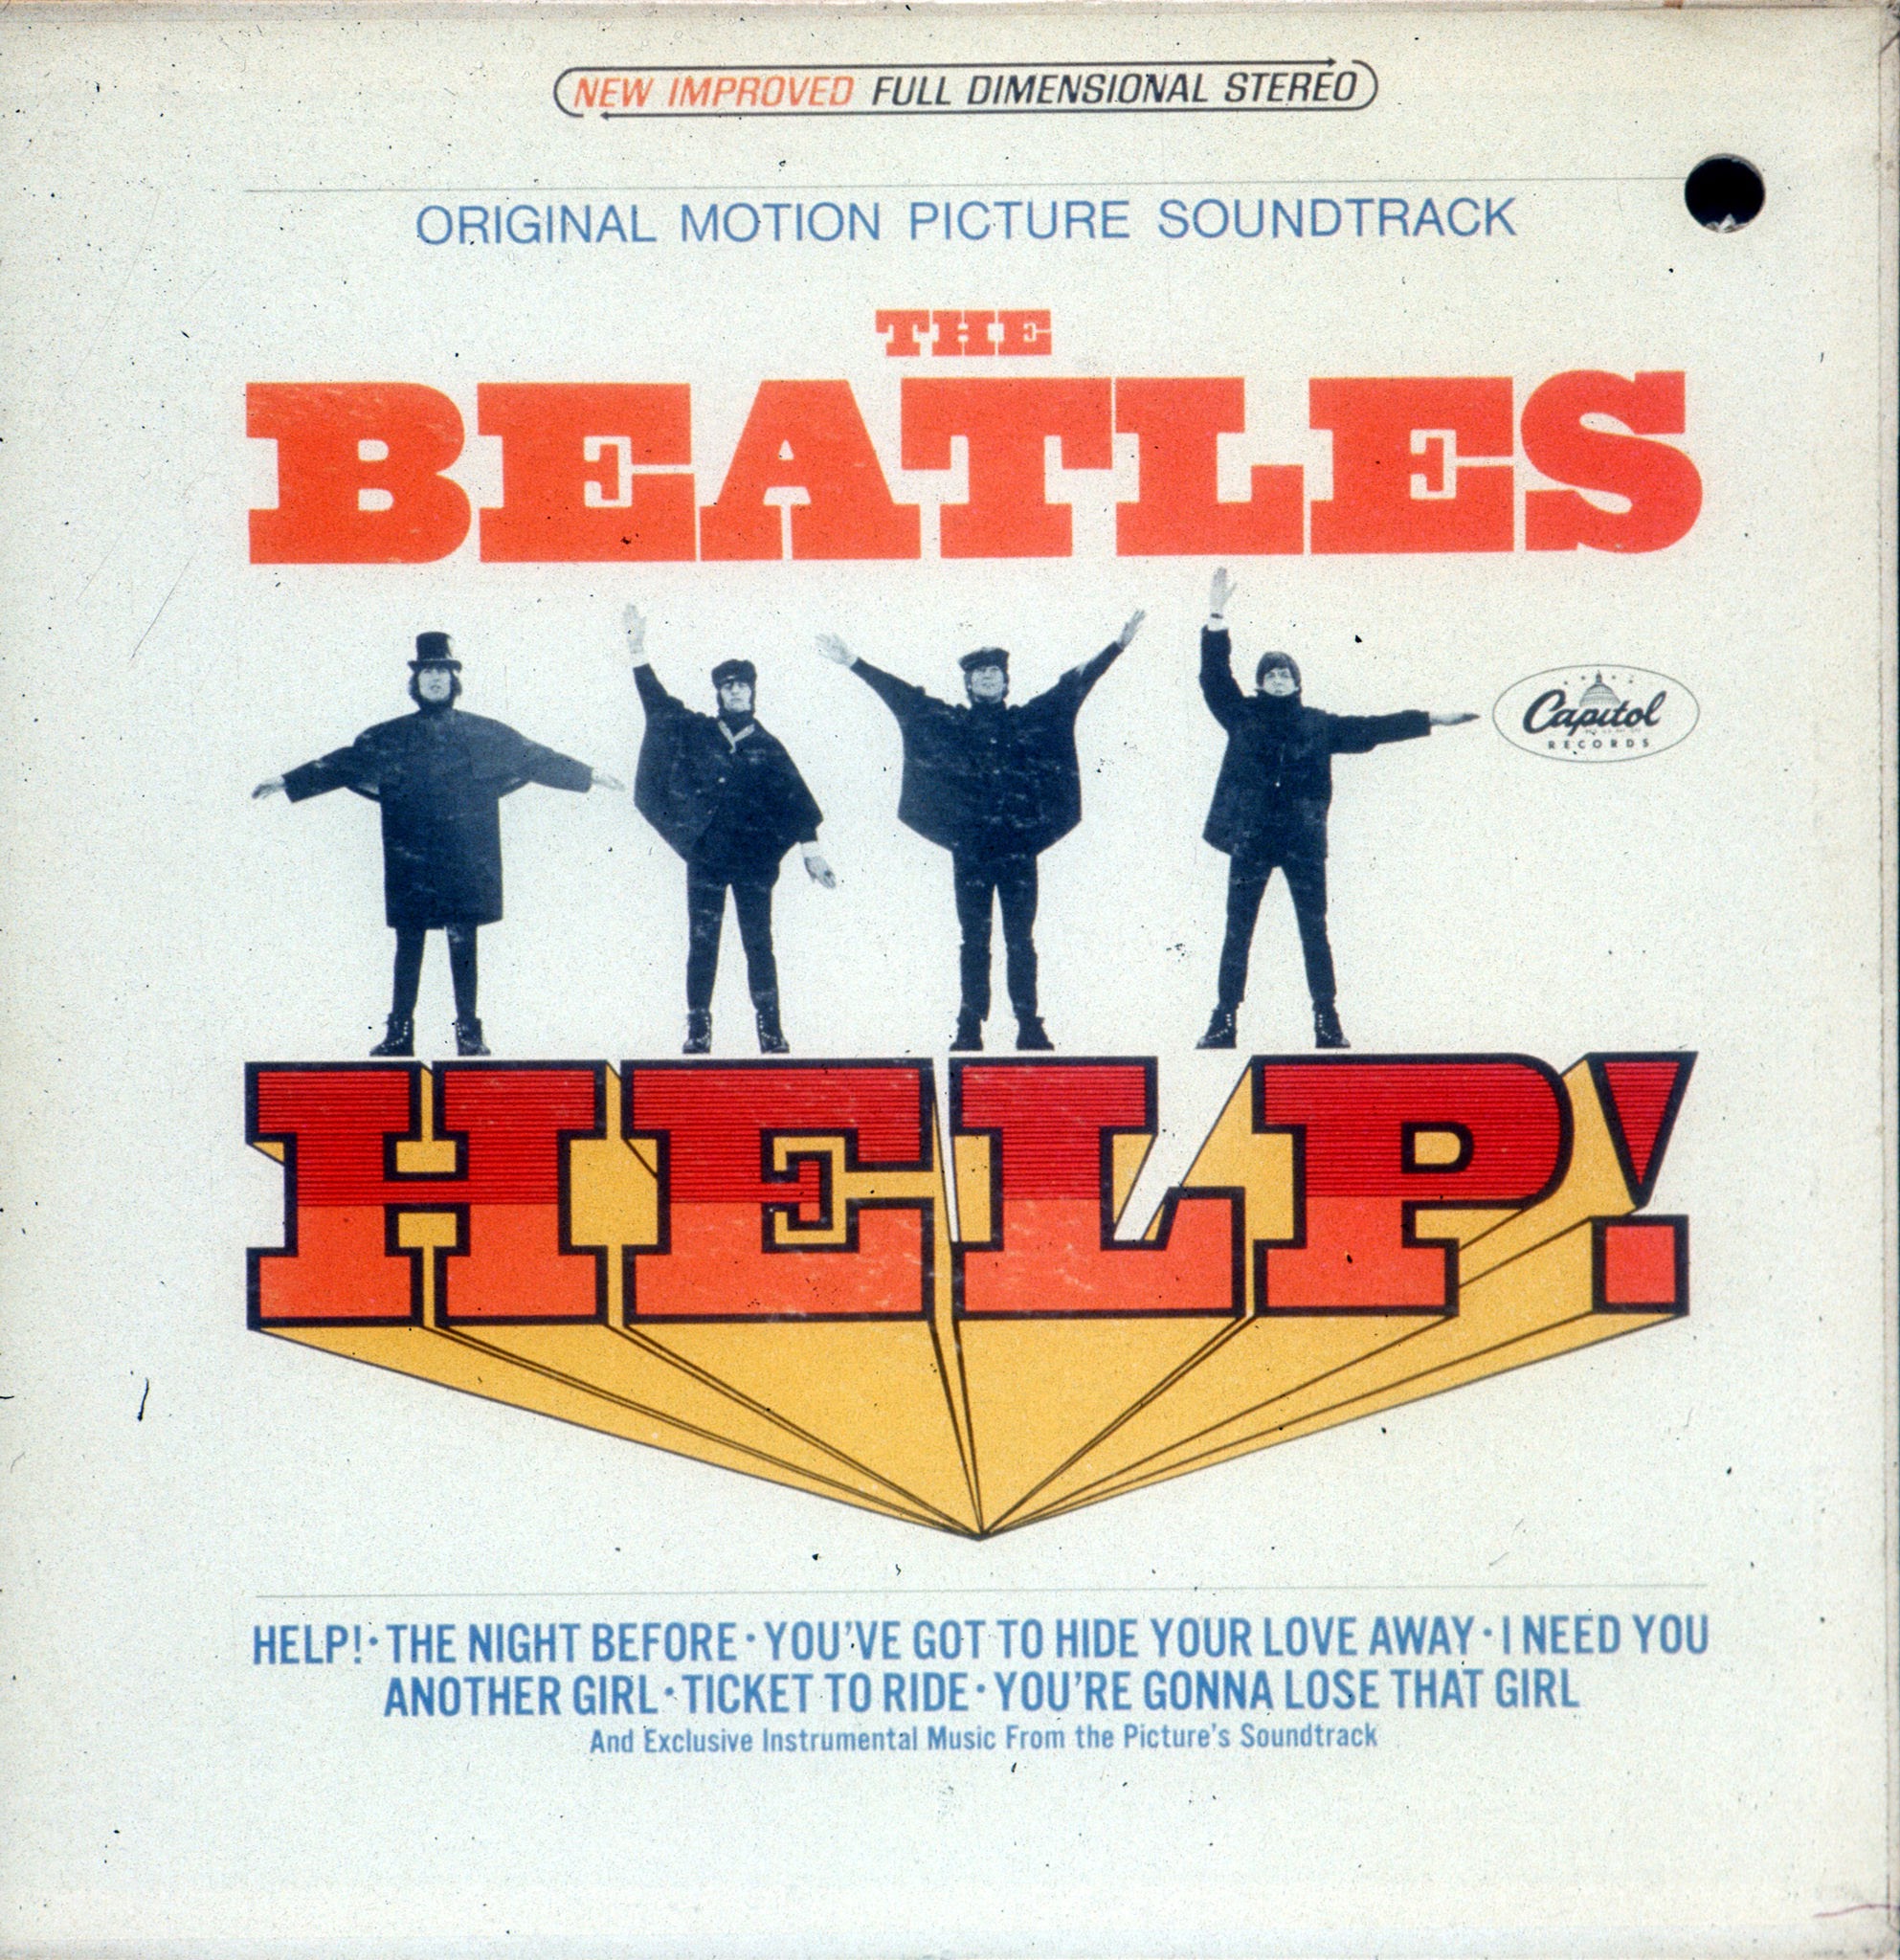 NEW IMPROVED FULL DIMENSIONAL STEREO
ORIGINAL MOTION PICTURE SOUNDTRACK
THE
BEATLES
Capitol
RECORDS
HELP!
HELP! · THE NIGHT BEFORE · YOU'VE GOT TO HIDE YOUR LOVE AWAY · I NEED YOU
ANOTHER GIRL · TICKET TO RIDE · YOU'RE GONNA LOSE THAT GIRL
And Exclusive Instrumental Music From the Picture's Soundtrack